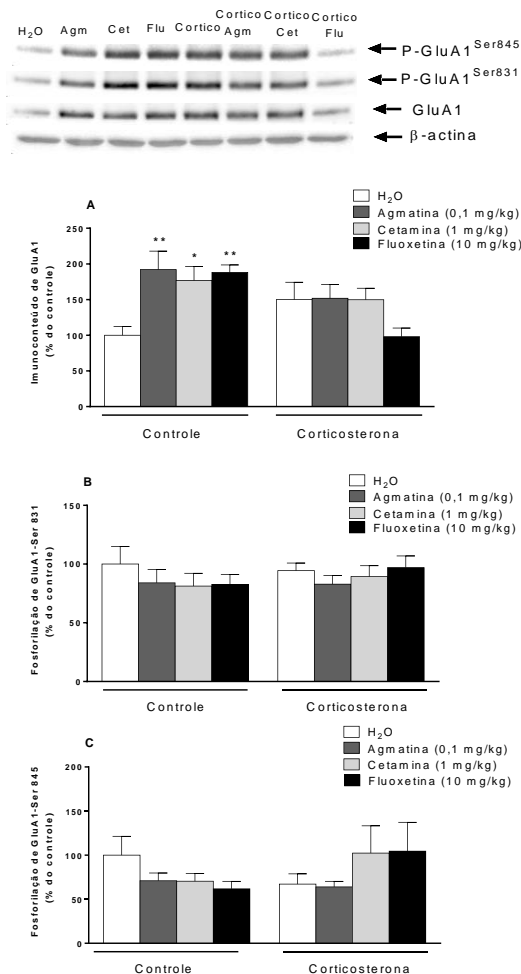 H2O Agm Cet Flu Cortico Cortico Agm Cortico Cet Cortico Flu
P-GluA1Ser845
P-GluA1Ser831
GluA1
β-actina
A
H2O
Agmatina (0,1 mg/kg)
Cetamina (1 mg/kg)
Fluoxetina (10 mg/kg)
Imunoconteúdo de GluA1
(% do controle)
250
200
150
100
50
0
** * **
Controle Corticosterona
B
H2O
Agmatina (0,1 mg/kg)
Cetamina (1 mg/kg)
Fluoxetina (10 mg/kg)
Fosforilação de GluA1-Ser 831
(% do controle)
150
100
50
0
Controle Corticosterona
C
H2O
Agmatina (0,1 mg/kg)
Cetamina (1 mg/kg)
Fluoxetina (10 mg/kg)
Fosforilação de GluA1-Ser 845
(% do controle)
200
150
100
50
0
Controle Corticosterona